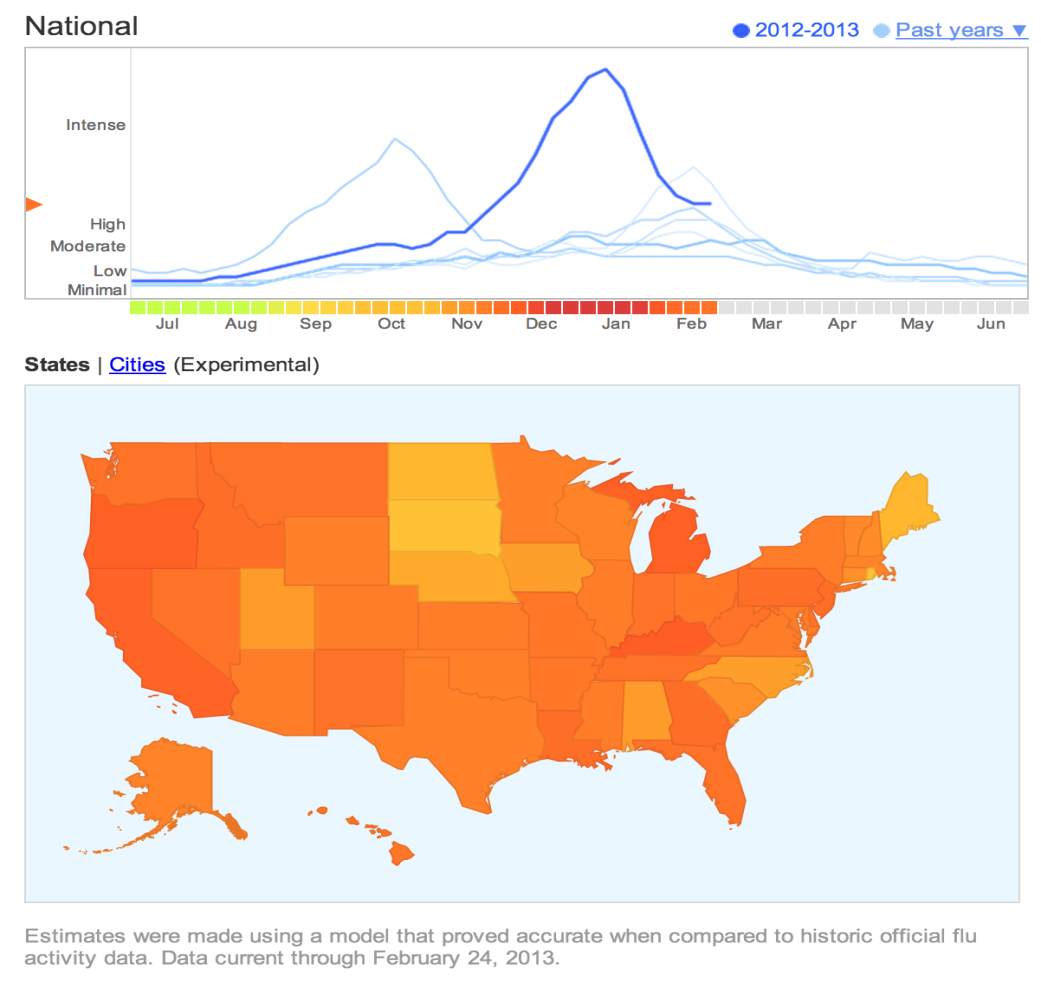 National
2012-2013 Past years ▼
Intense
High
Moderate
Low
Minimal
Jul Aug Sep Oct Nov Dec Jan Feb Mar Apr May Jun
States | Cities (Experimental)
Estimates were made using a model that proved accurate when compared to historic official flu
activity data. Data current through February 24, 2013.